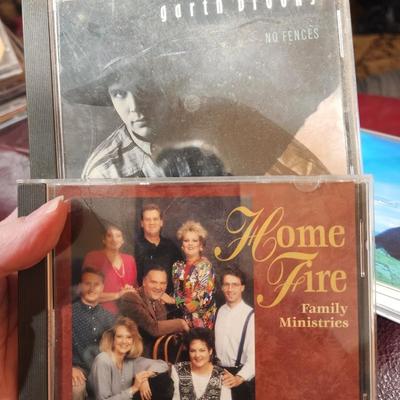 garth brooks
NO FENCES
Home
Fire
Family
Ministries